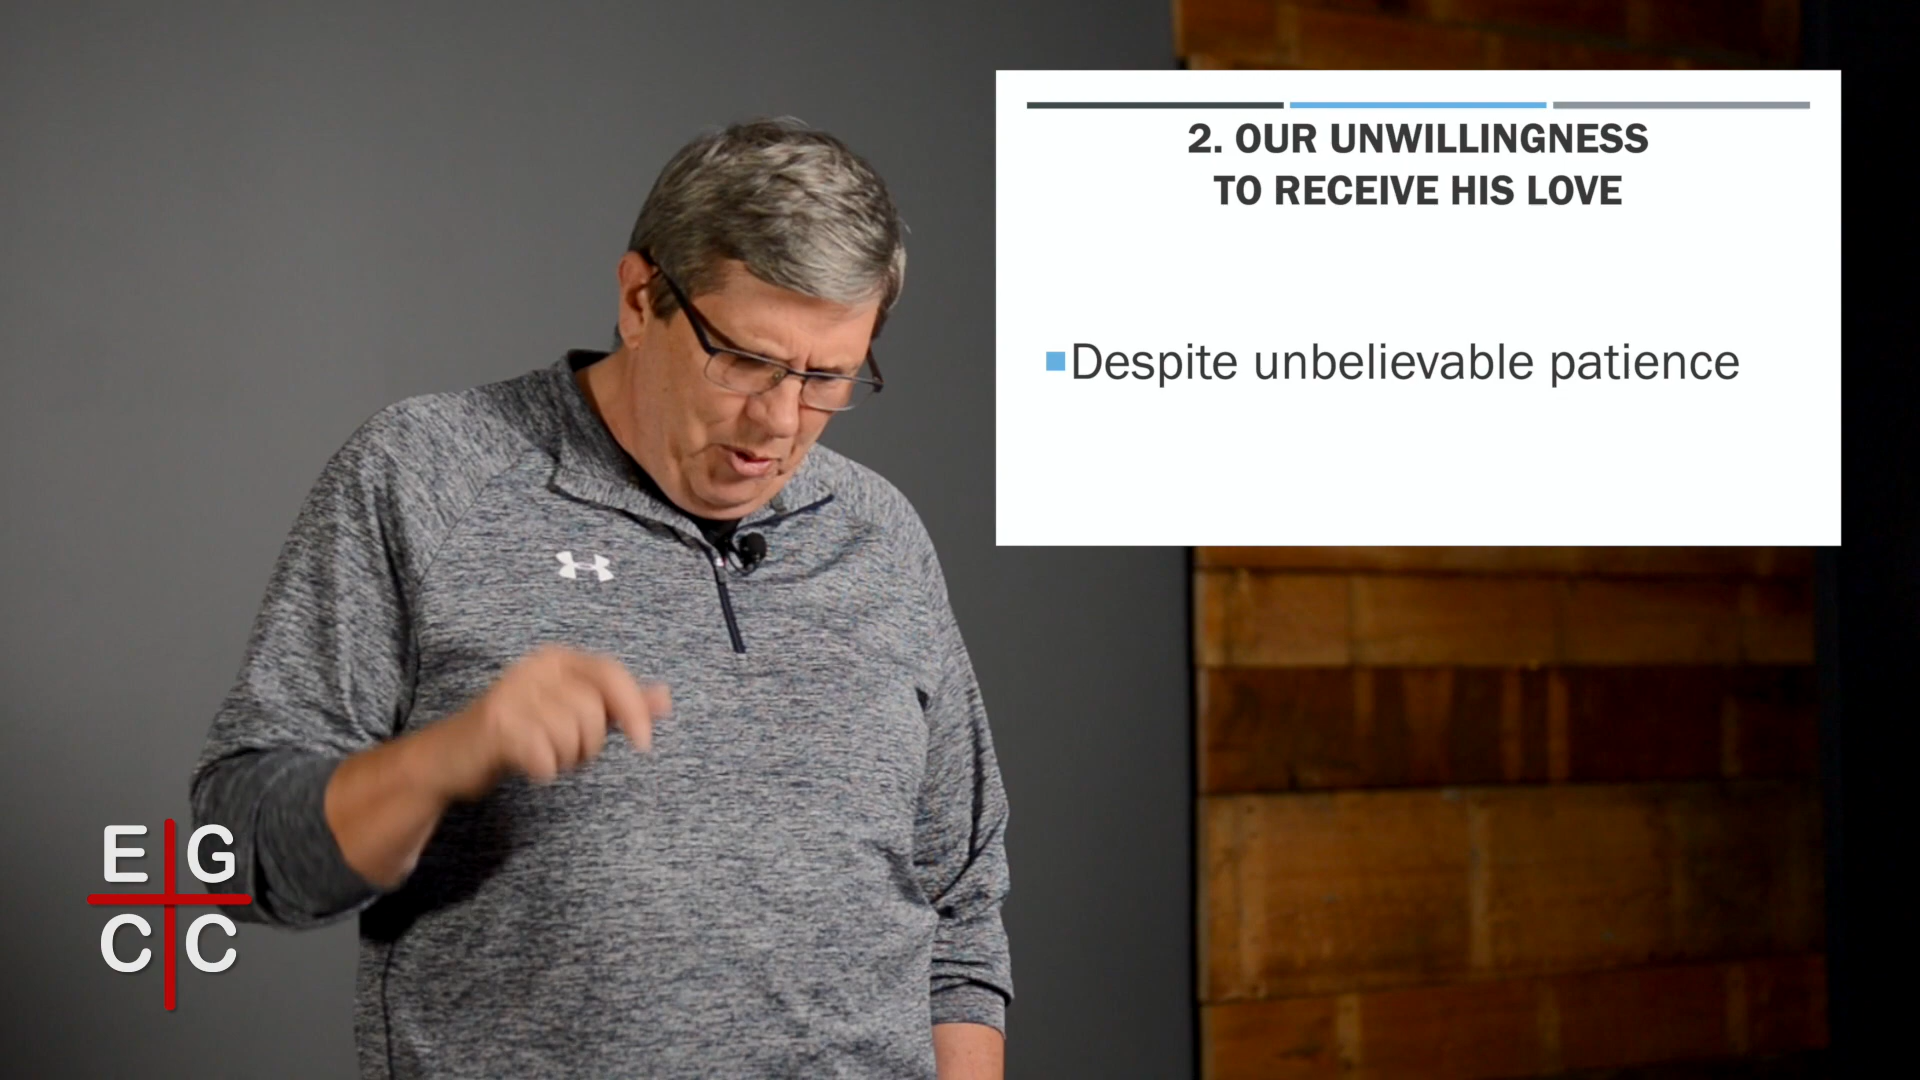 2. OUR UNWILLINGNESS
TO RECEIVE HIS LOVE
Despite unbelievable patience
E G
C C